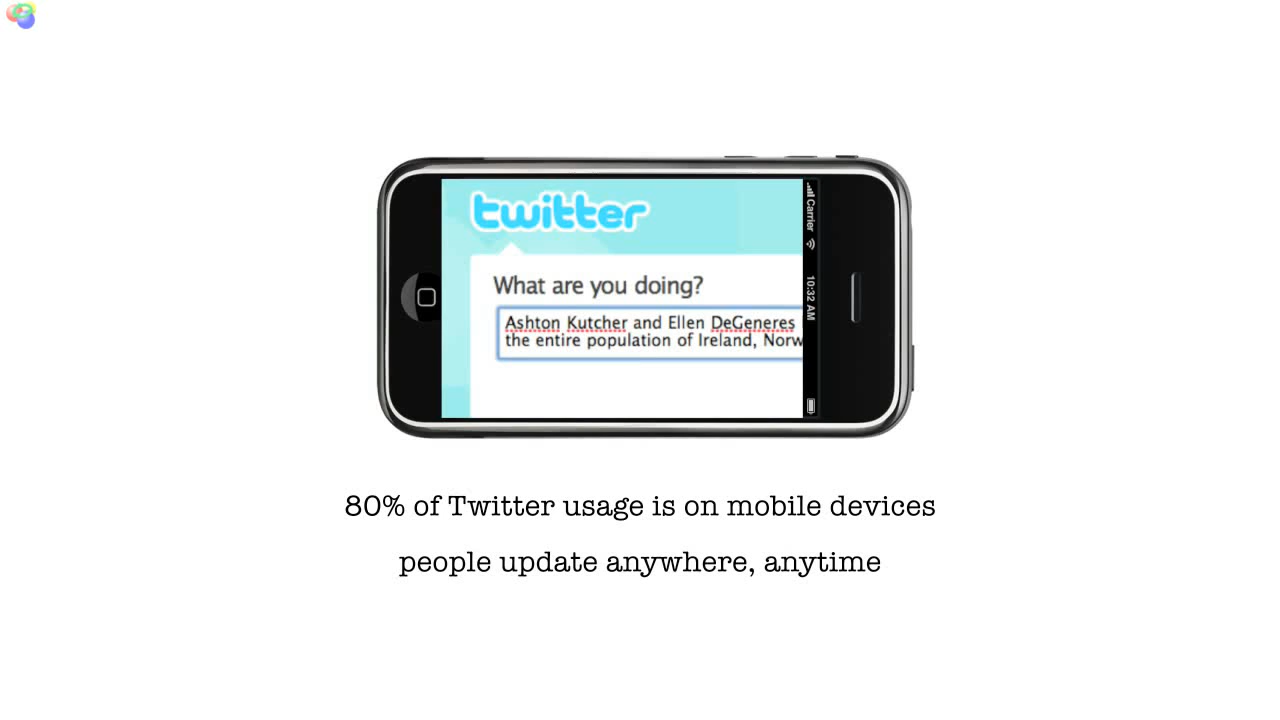 twitter
Carrier
10:32 AM
What are you doing?
Ashton Kutcher and Ellen DeGeneres
the entire population of Ireland, Norw
80% of Twitter usage is on mobile devices
people update anywhere, anytime